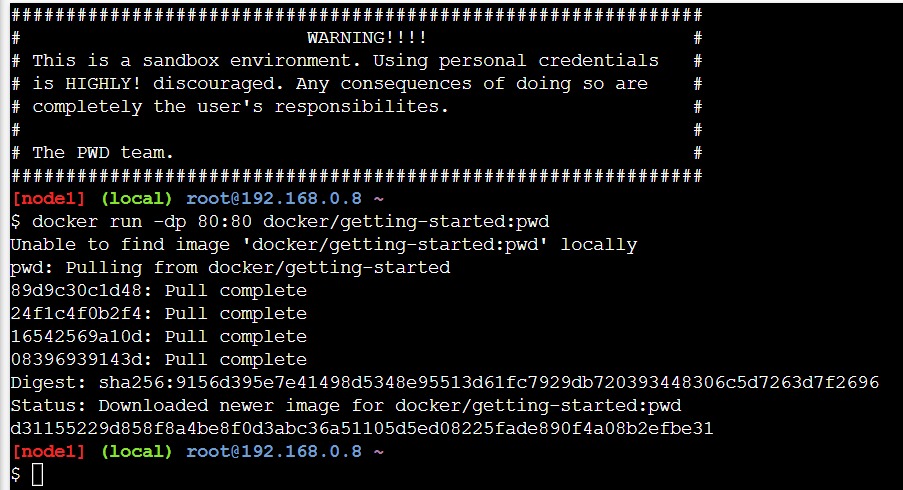 ##############################################################
#                          WARNING!!!!                        #
# This is a sandbox environment. Using personal credentials   #
# is HIGHLY! discouraged. Any consequences of doing so are    #
# completely the user's responsibilites.                      #
#                                                             #
# The PWD team.                                               #
##############################################################
[node1] (local) root@192.168.0.8 ~
$ docker run -dp 80:80 docker/getting-started:pwd
Unable to find image 'docker/getting-started:pwd' locally
pwd: Pulling from docker/getting-started
89d9c30c1d48: Pull complete
24f1c4f0b2f4: Pull complete
16542569a10d: Pull complete
08396939143d: Pull complete
Digest: sha256:9156d395e7e41498d5348e95513d61fc7929db720393448306c5d7263d7f2696
Status: Downloaded newer image for docker/getting-started:pwd
d31155229d858f8a4be8f0d3abc36a51105d5ed08225fade890f4a08b2efbe31
[node1] (local) root@192.168.0.8 ~
$